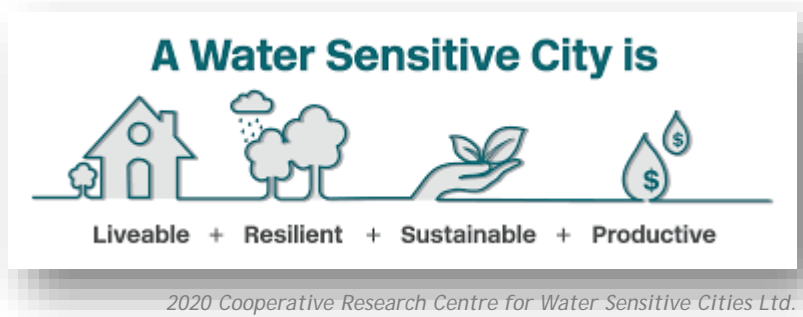 A Water Sensitive City is
$
$
Liveable + Resilient + Sustainable + Productive
2020 Cooperative Research Centre for Water Sensitive Cities Ltd.